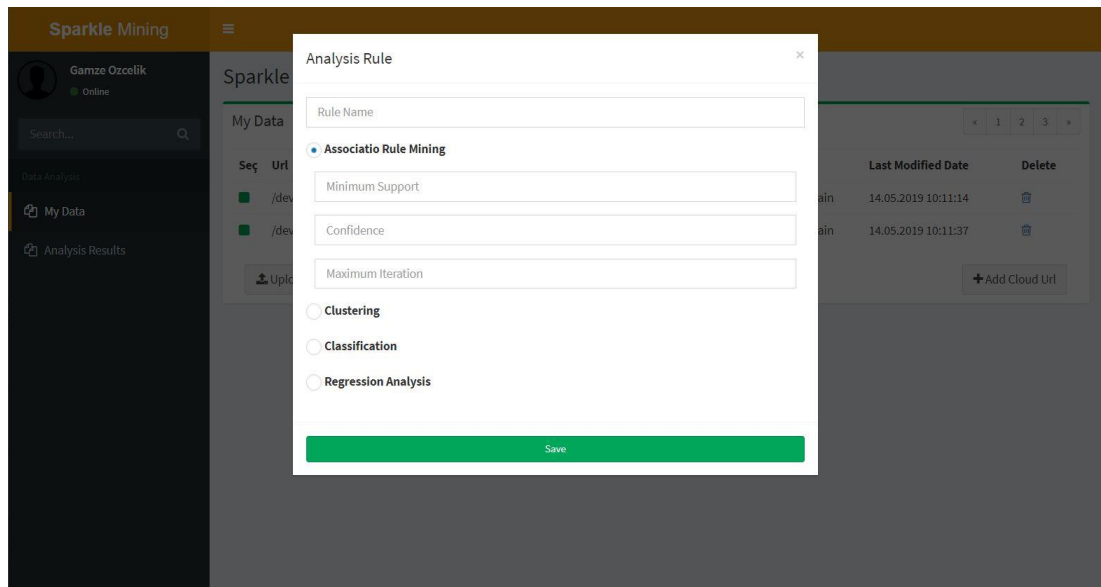 Sparkle Mining
Gamze Ozcelik
Online
Search...
Data Analysis
My Data
Analysis Results
Sparkle
My Data
« 1 2 3 »
Seç Url Last Modified Date Delete
/dev ain 14.05.2019 10:11:14
/dev ain 14.05.2019 10:11:37
Uplo
+Add Cloud Url
Analysis Rule
×
Rule Name
Associatio Rule Mining
Minimum Support
Confidence
Maximum Iteration
Clustering
Classification
Regression Analysis
Save